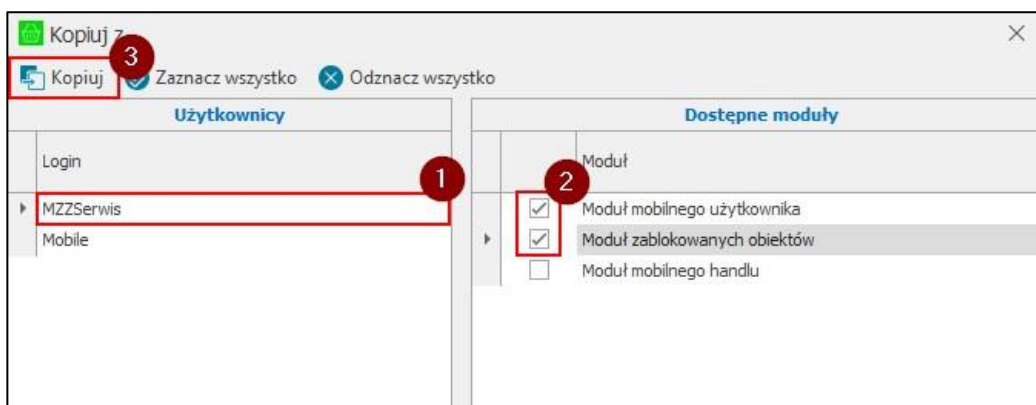 Kopiuj z
3
Kopiuj Zaznacz wszystko Odznacz wszystko
Użytkownicy
Login
1
MZZSerwis
Mobile
Dostępne moduły
Moduł
2
Moduł mobilnego użytkownika
Moduł zablokowanych obiektów
Moduł mobilnego handlu